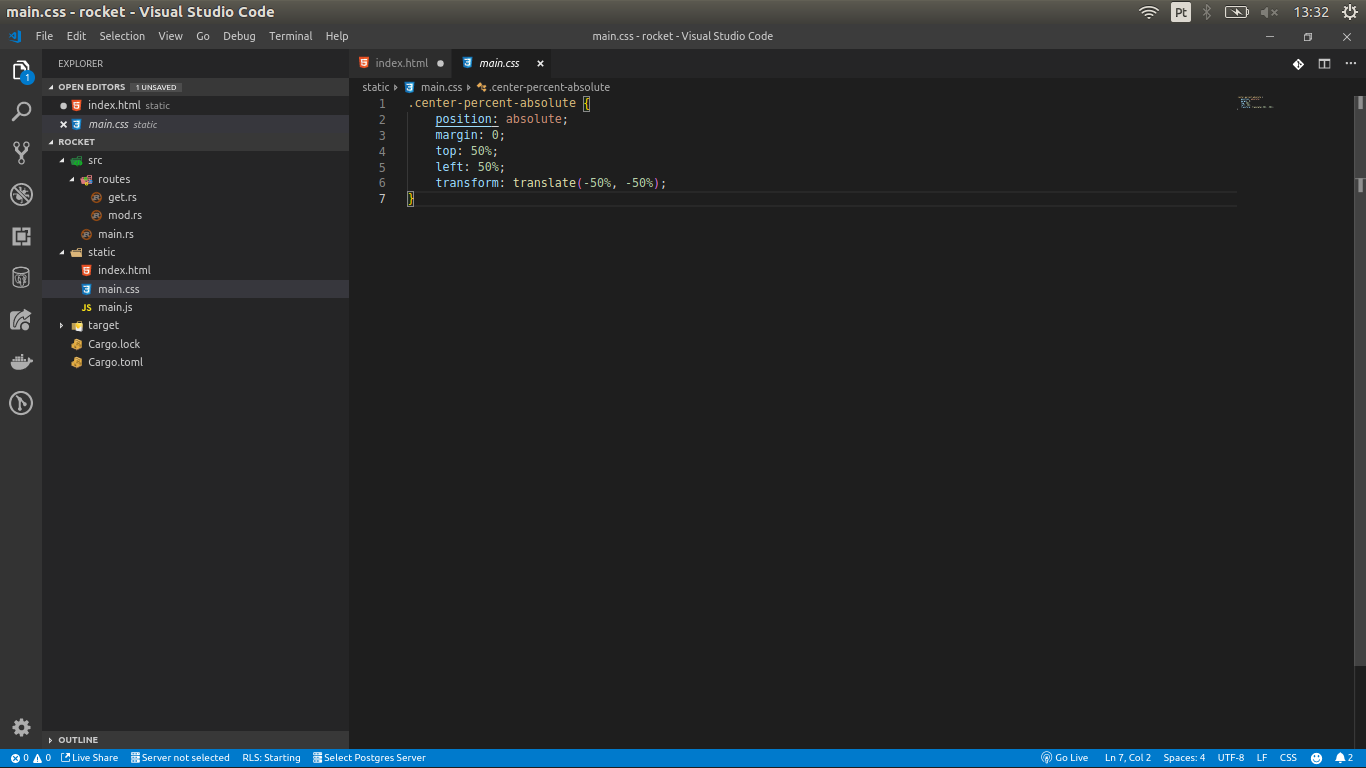 main.css - rocket - Visual Studio Code
Pt
13:32
File Edit Selection View Go Debug Terminal Help
main.css - rocket - Visual Studio Code
EXPLORER
OPEN EDITORS 1 UNSAVED
index.html static
main.css static
ROCKET
src
routes
get.rs
mod.rs
main.rs
static
index.html
main.css
JS main.js
target
Cargo.lock
Cargo.toml
OUTLINE
1
index.html
main.css
static main.css .center-percent-absolute
1 .center-percent-absolute {
2 position: absolute;
3 margin: 0;
4 top: 50%;
5 left: 50%;
6 transform: translate(-50%, -50%);
7 }
0 0 Live Share Server not selected RLS: Starting Select Postgres Server
Go Live Ln 7, Col 2 Spaces: 4 UTF-8 LF CSS 2